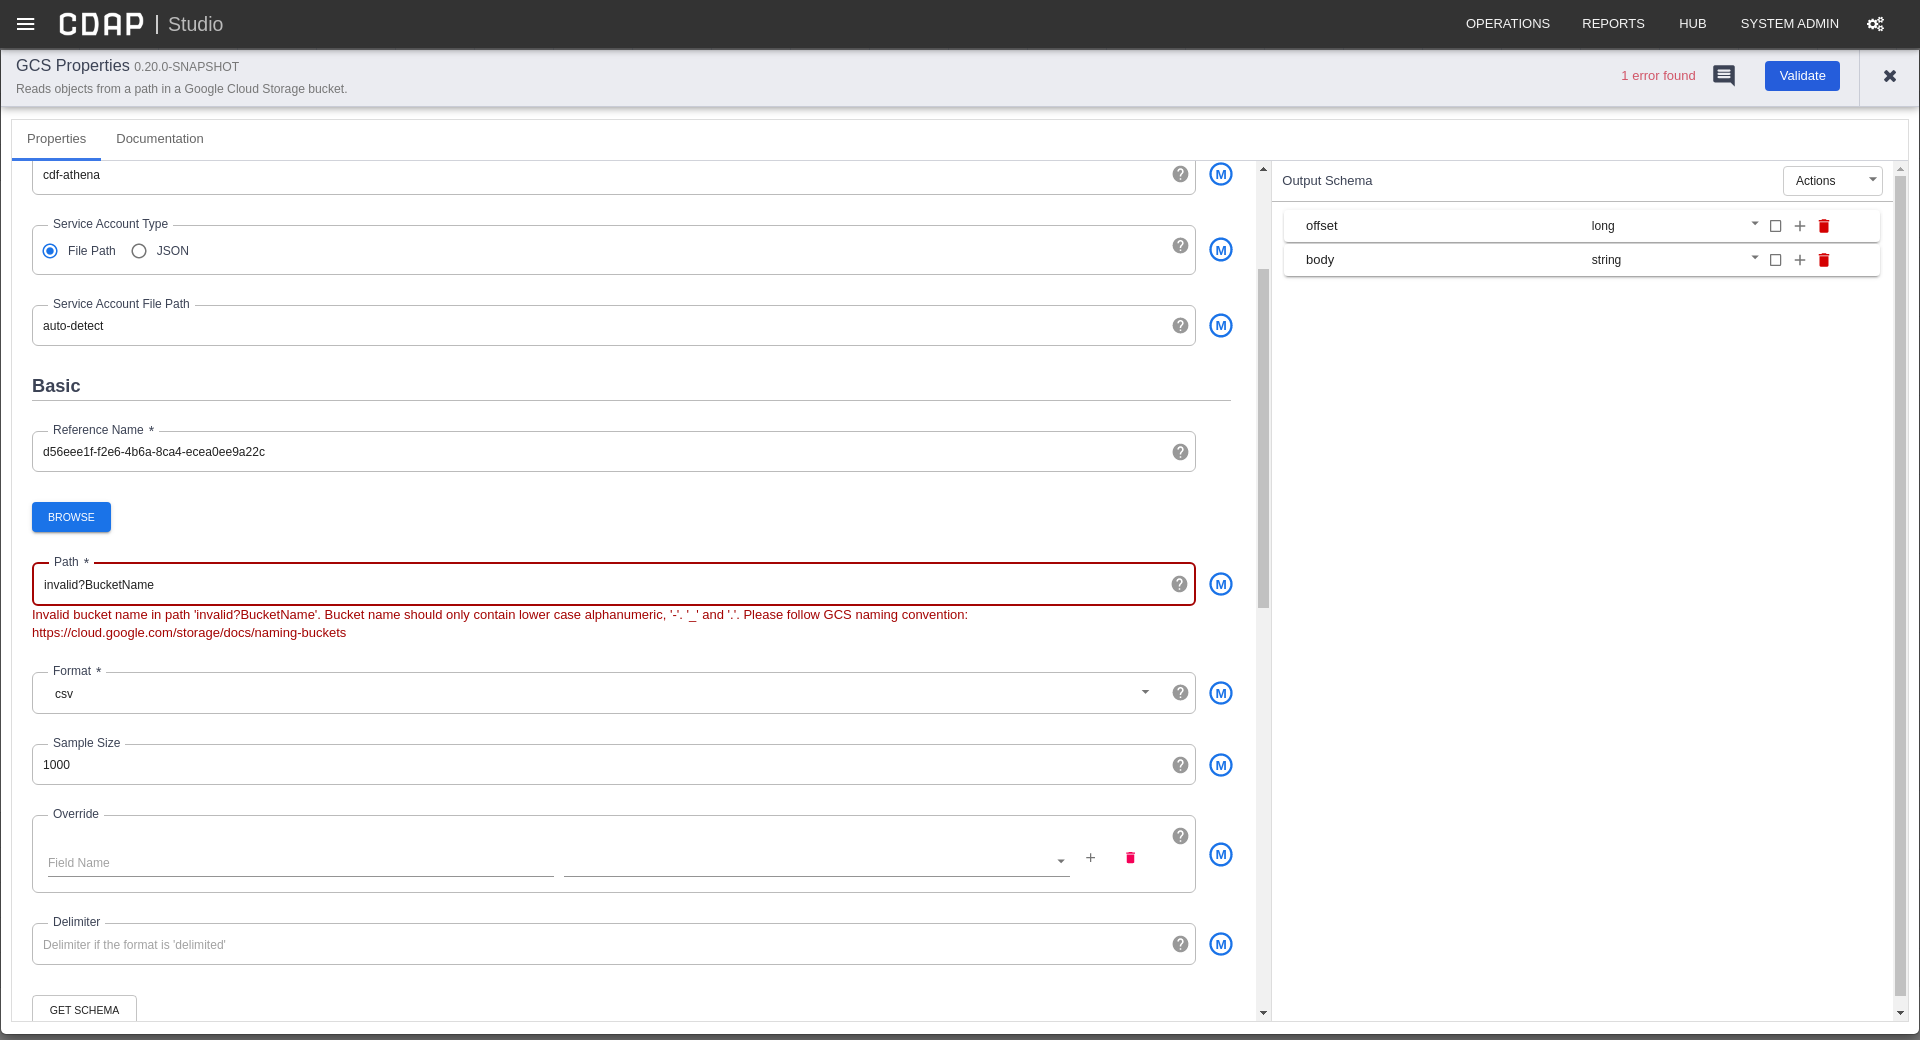 CDAP | Studio
OPERATIONS REPORTS HUB SYSTEM ADMIN
GCS Properties 0.20.0-SNAPSHOT
Reads objects from a path in a Google Cloud Storage bucket.
1 error found
Validate
Properties Documentation
cdf-athena
M
Service Account Type
File Path JSON
M
Service Account File Path
auto-detect
M
Basic
Reference Name *
d56eee1f-f2e6-4b6a-8ca4-ecea0ee9a22c
BROWSE
Path *
invalid?BucketName
M
Invalid bucket name in path 'invalid?BucketName'. Bucket name should only contain lower case alphanumeric, '-'. '_' and '.'. Please follow GCS naming convention:
https://cloud.google.com/storage/docs/naming-buckets
Format *
csv
M
Sample Size
1000
M
Override
Field Name
M
Delimiter
Delimiter if the format is 'delimited'
M
GET SCHEMA
Output Schema
Actions
offset long
body string